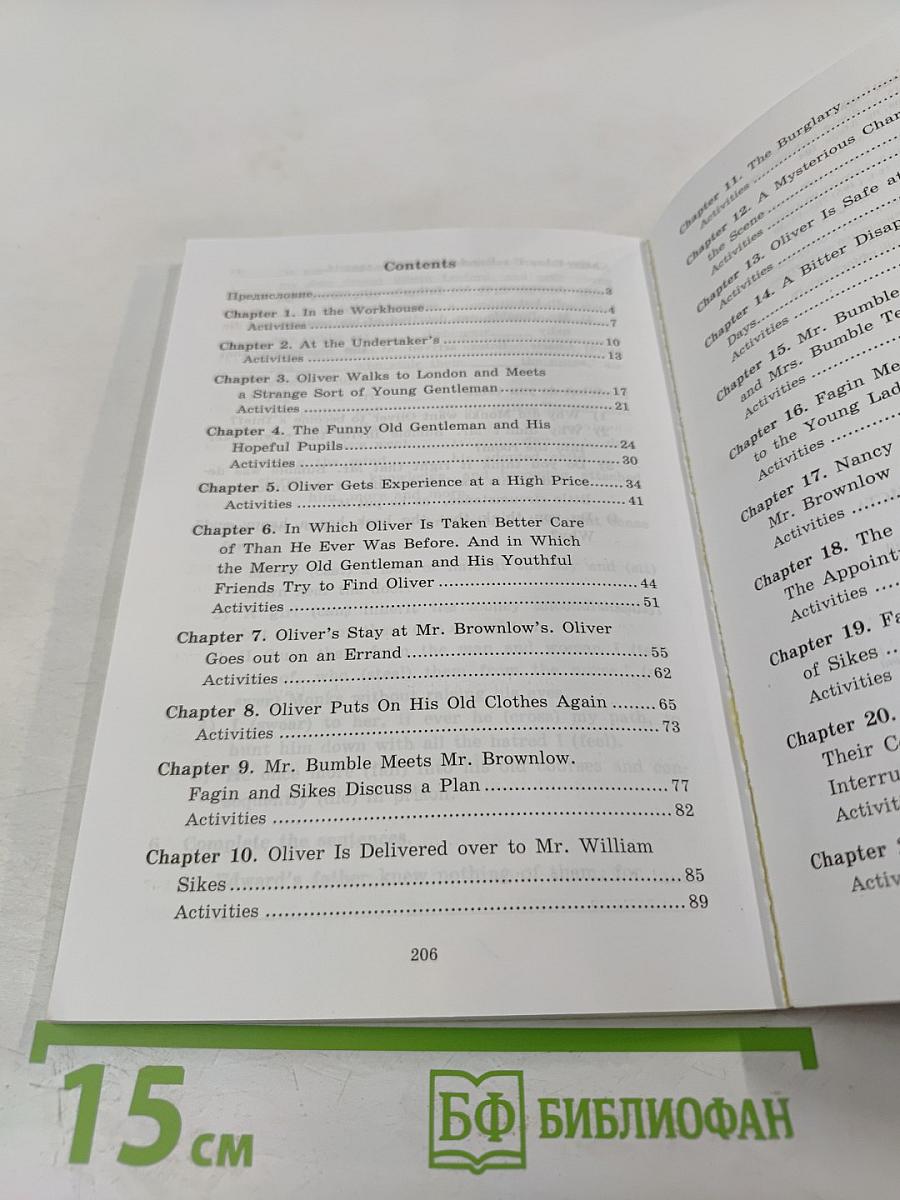 Contents
Предисловие.....3
Chapter 1. In the Workhouse.....4
Activities.....7
Chapter 2. At the Undertaker's.....10
Activities.....13
Chapter 3. Oliver Walks to London and Meets
a Strange Sort of Young Gentleman.....17
Activities.....21
Chapter 4. The Funny Old Gentleman and His
Hopeful Pupils.....24
Activities.....30
Chapter 5. Oliver Gets Experience at a High Price.....34
Activities.....41
Chapter 6. In Which Oliver Is Taken Better Care
of Than He Ever Was Before. And in Which
the Merry Old Gentleman and His Youthful
Friends Try to Find Oliver.....44
Activities.....51
Chapter 7. Oliver's Stay at Mr. Brownlow's. Oliver
Goes out on an Errand.....55
Activities.....62
Chapter 8. Oliver Puts On His Old Clothes Again.....65
Activities.....73
Chapter 9. Mr. Bumble Meets Mr. Brownlow.
Fagin and Sikes Discuss a Plan.....77
Activities.....82
Chapter 10. Oliver Is Delivered over to Mr. William
Sikes.....85
Activities.....89
206
Chapter 11. The Burglary.....
Activities.....
Chapter 12. A Mysterious
the Scene.....
Activities.....
Chapter 13. Oliver Is Safe
Activities.....
Chapter 14. A Bitter
Days.....
Activities.....
Chapter 15. Mr. Bumble
and Mrs. Bumble
Activities.....
Chapter 16. Fagin
to the Young
Activities.....
Chapter 17. Nancy
Mr. Brownlow
Activities.....
Chapter 18. The
The
Activities.....
Chapter 19.
of Sikes.....
Activities
Chapter 20.
Their
Chapter
15 см
БФ БИБЛИОФАН